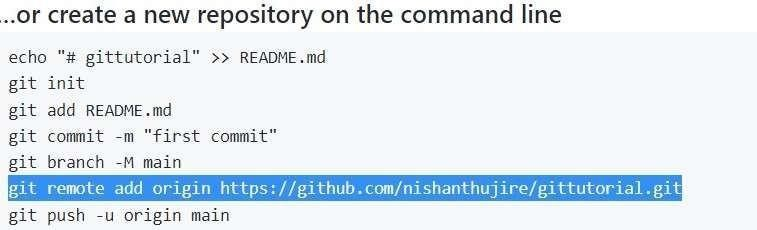 ...or create a new repository on the command line
echo "# gittutorial" >> README.md
git init
git add README.md
git commit -m "first commit"
git branch -M main
git remote add origin https://github.com/nishanthujire/gittutorial.git
git push -u origin main